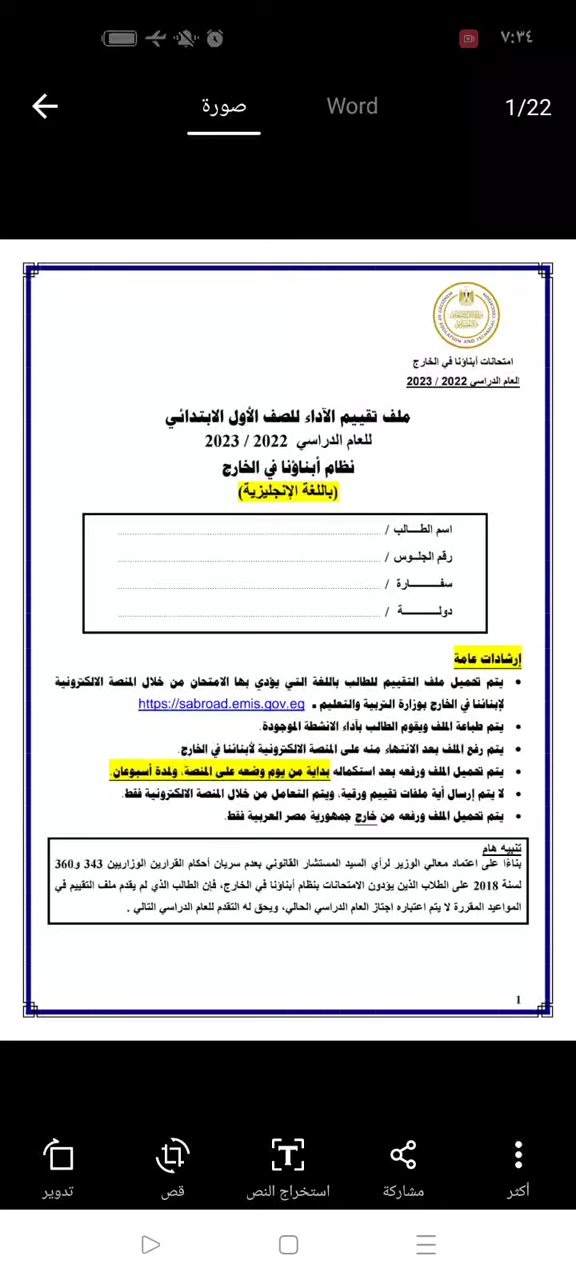 ٧:٣٤
صورة
Word
1/22
امتحانات أبناؤنا في الخارج
العام الدراسي 2022 / 2023
ملف تقييم الآداء للصف الأول الابتدائي
للعام الدراسي 2022 / 2023
نظام أبناؤنا في الخارج
(باللغة الإنجليزية)
اسم الطـــالب /
رقم الجلـوس /
سفــــــــارة /
دولــــــــــة /
إرشادات عامة
• يتم تحميل ملف التقييم للطالب باللغة التي يؤدي بها الامتحان من خلال المنصة الالكترونية
لإبنائنا في الخارج بوزارة التربية والتعليم . https://sabroad.emis.gov.eg
• يتم طباعة الملف ويقوم الطالب بأداء الانشطة الموجودة.
• يتم رفع الملف بعد الانتهاء منه على المنصة الالكترونية لأبنائنا في الخارج.
• يتم تحميل الملف ورفعه بعد استكماله بداية من يوم وضعه على المنصة، ولمدة أسبوعان.
• لا يتم إرسال أية ملفات تقييم ورقية، ويتم التعامل من خلال المنصة الالكترونية فقط.
• يتم تحميل الملف ورفعه من خارج جمهورية مصر العربية فقط.
تنبيه هام
بناءًا على اعتماد معالي الوزير لرأي السيد المستشار القانوني بعدم سريان أحكام القرارين الوزاريين 343 و360
لسنة 2018 على الطلاب الذين يؤدون الامتحانات بنظام أبناؤنا في الخارج، فإن الطالب الذي لم يقدم ملف التقييم في
المواعيد المقررة لا يتم اعتباره اجتاز العام الدراسي الحالي، ويحق له التقدم للعام الدراسي التالي .
1
تدوير
قص
استخراج النص
مشاركة
أكثر